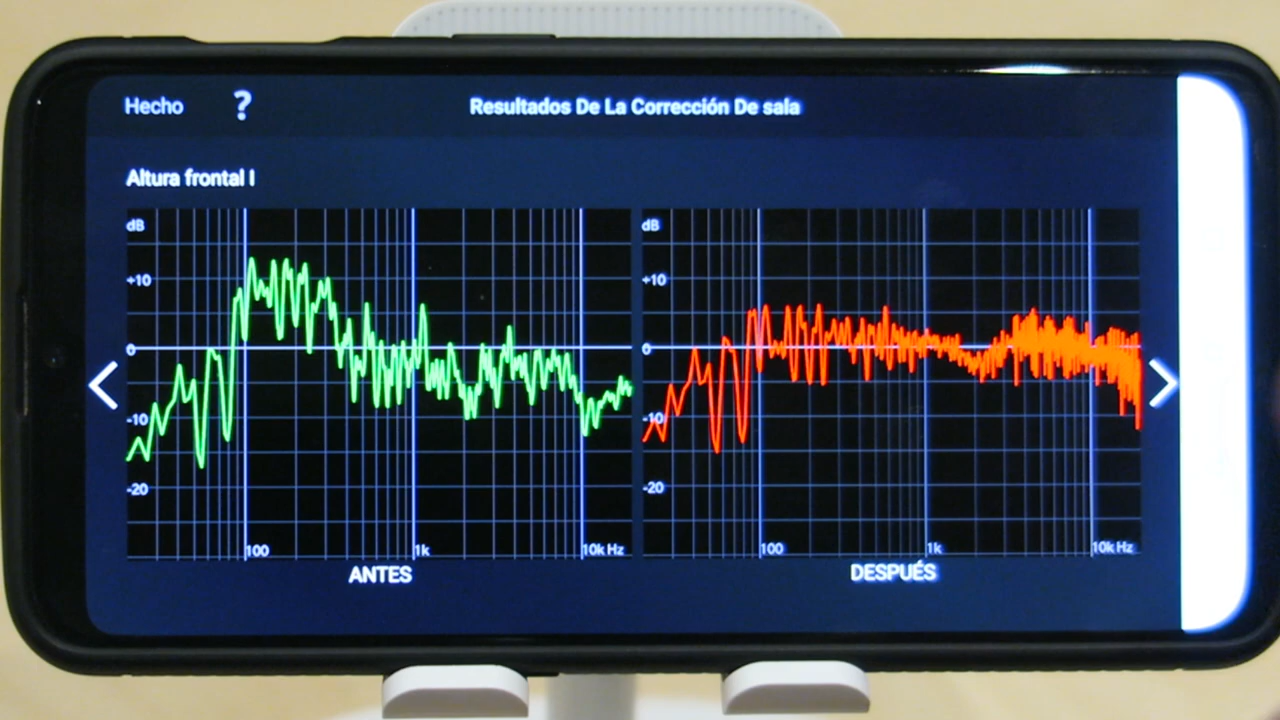 Hecho ? Resultados De La Corrección De sala
Altura frontal I
dB
+10
0
-10
-20
100 1k 10k Hz
ANTES
dB
+10
0
-10
-20
100 1k 10k Hz
DESPUÉS